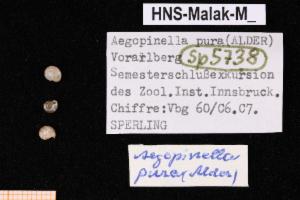 HNS-Malak-M_
Aegopinella pura(ALDER)
Vorarlberg Sp5738
Semesterschlußexkursion
des Zool.Inst.Innsbruck.
Chiffre:Vbg 60/C6.C7.
SPERLING
Aegopinella
pura (Alder)